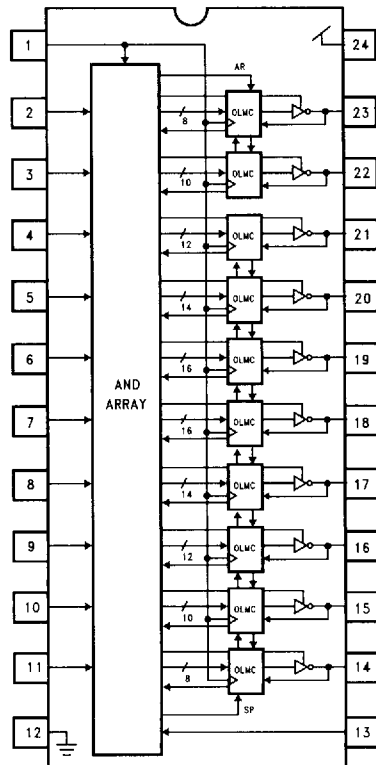 1 24
AR
2 8 OLMC 23
3 10 OLMC 22
4 12 OLMC 21
5 14 OLMC 20
6 16 OLMC 19
AND
ARRAY
7 16 OLMC 18
8 14 OLMC 17
9 12 OLMC 16
10 10 OLMC 15
11 8 OLMC 14
SP
12 13